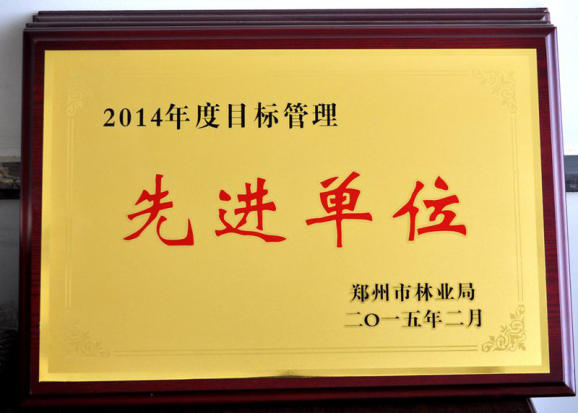 2014年度目标管理
先进单位
郑州市林业局
二〇一五年二月